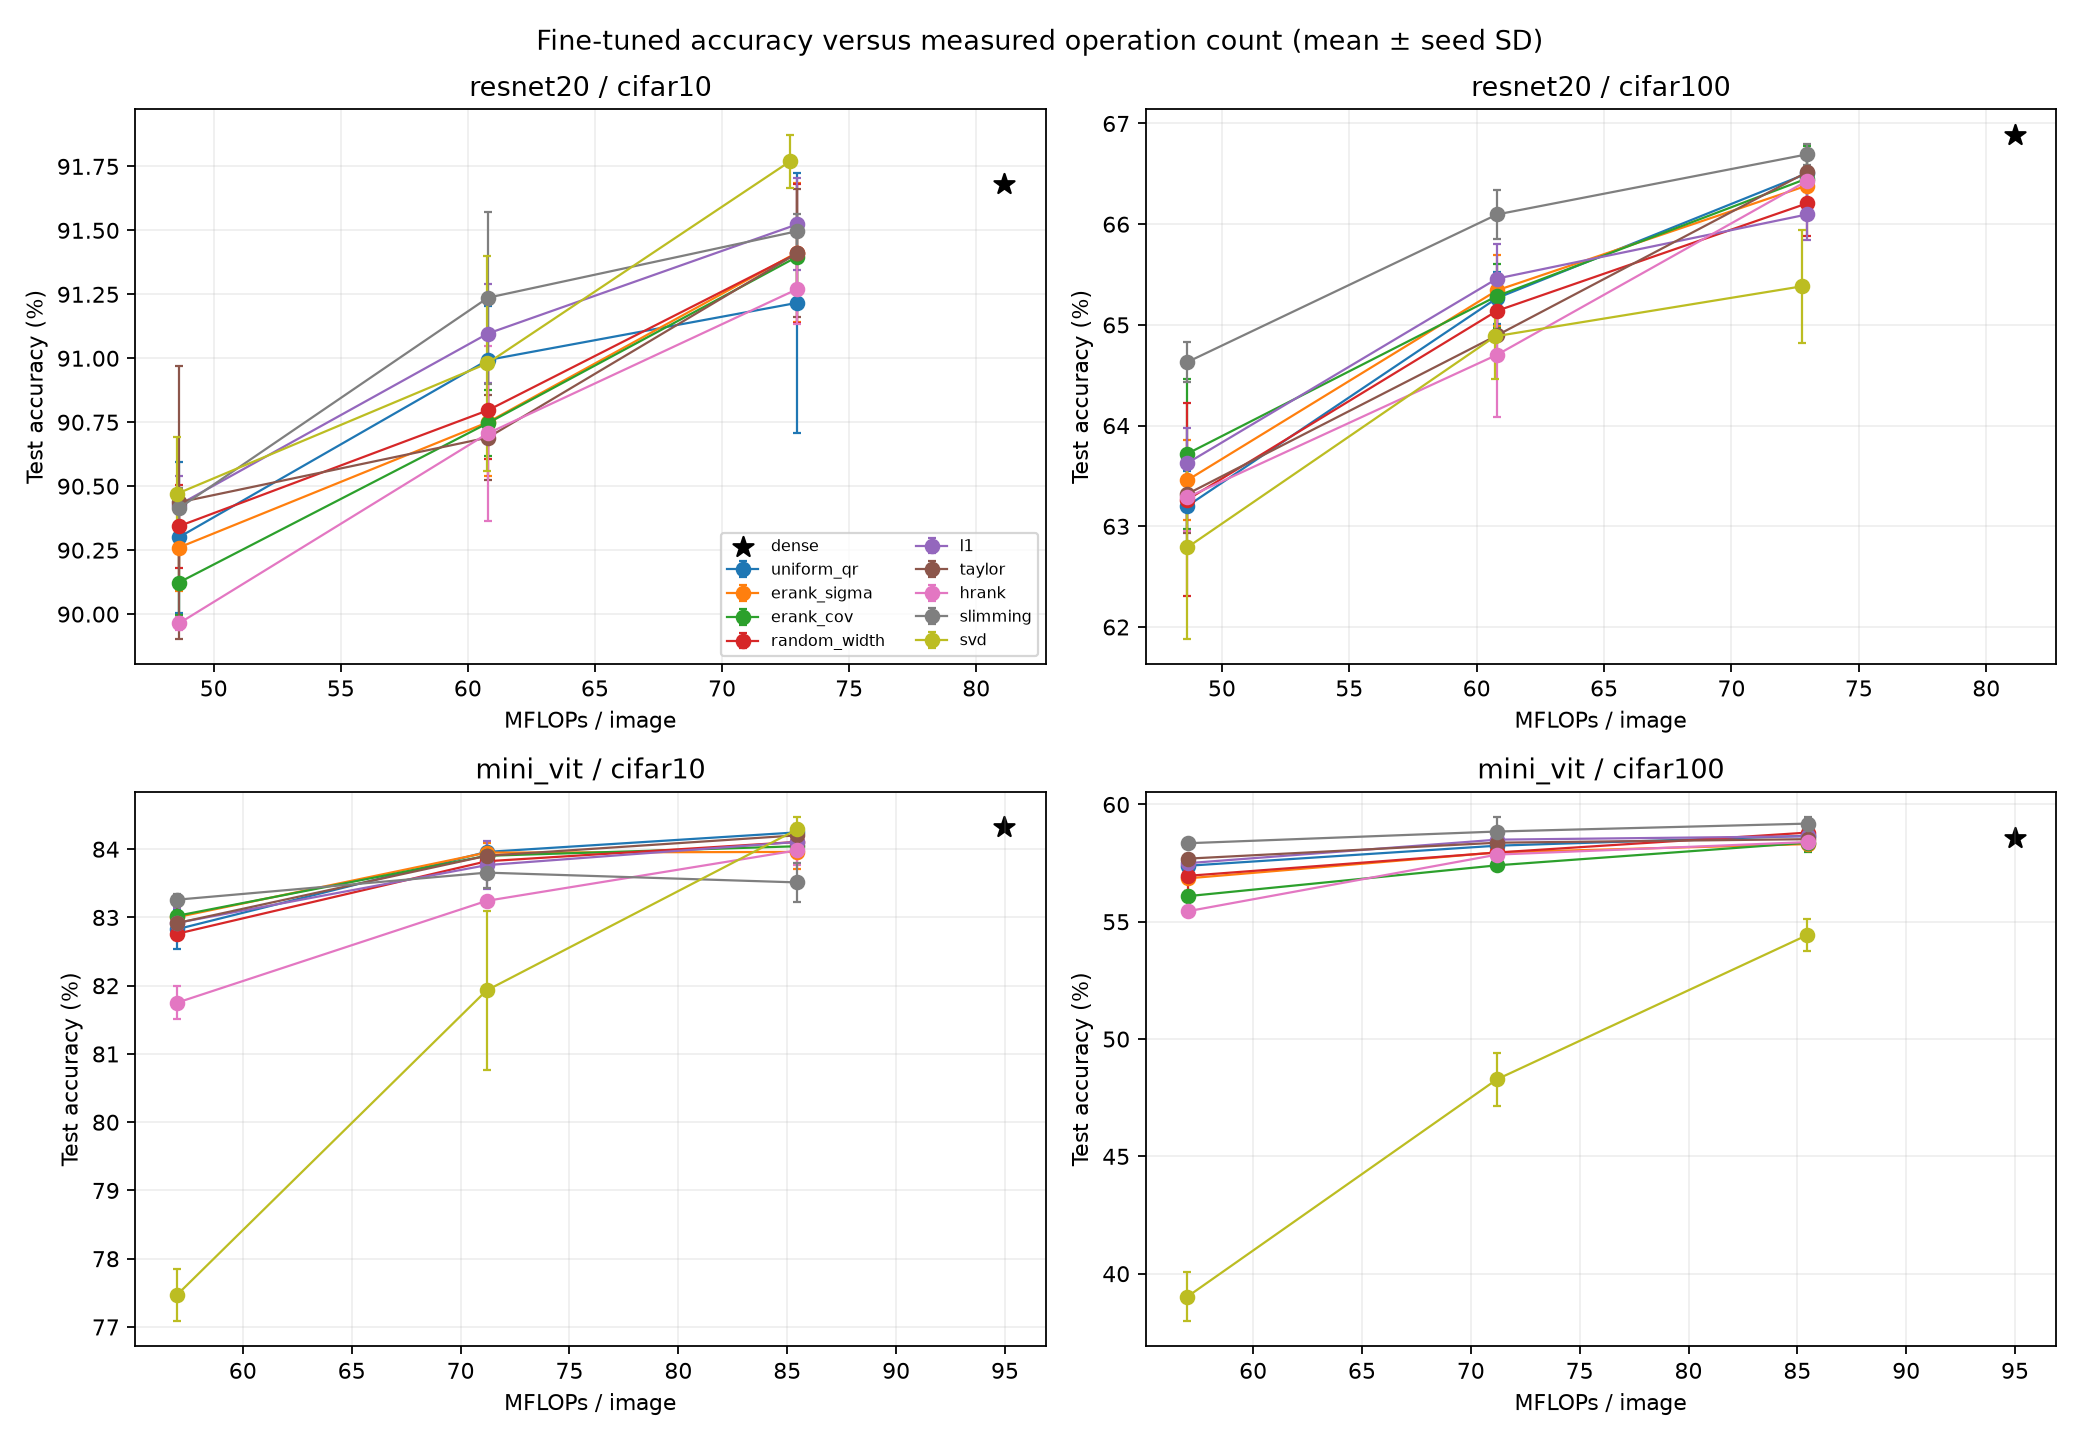 Fine-tuned accuracy versus measured operation count (mean ± seed SD)
resnet20 / cifar10
Test accuracy (%)
91.75
91.50
91.25
91.00
90.75
90.50
90.25
90.00
50 55 60 65 70 75 80
MFLOPs / image
dense
uniform_qr
erank_sigma
erank_cov
random_width
l1
taylor
hrank
slimming
svd
resnet20 / cifar100
Test accuracy (%)
67
66
65
64
63
62
50 55 60 65 70 75 80
MFLOPs / image
mini_vit / cifar10
Test accuracy (%)
84
83
82
81
80
79
78
77
60 65 70 75 80 85 90 95
MFLOPs / image
mini_vit / cifar100
Test accuracy (%)
60
55
50
45
40
60 65 70 75 80 85 90 95
MFLOPs / image